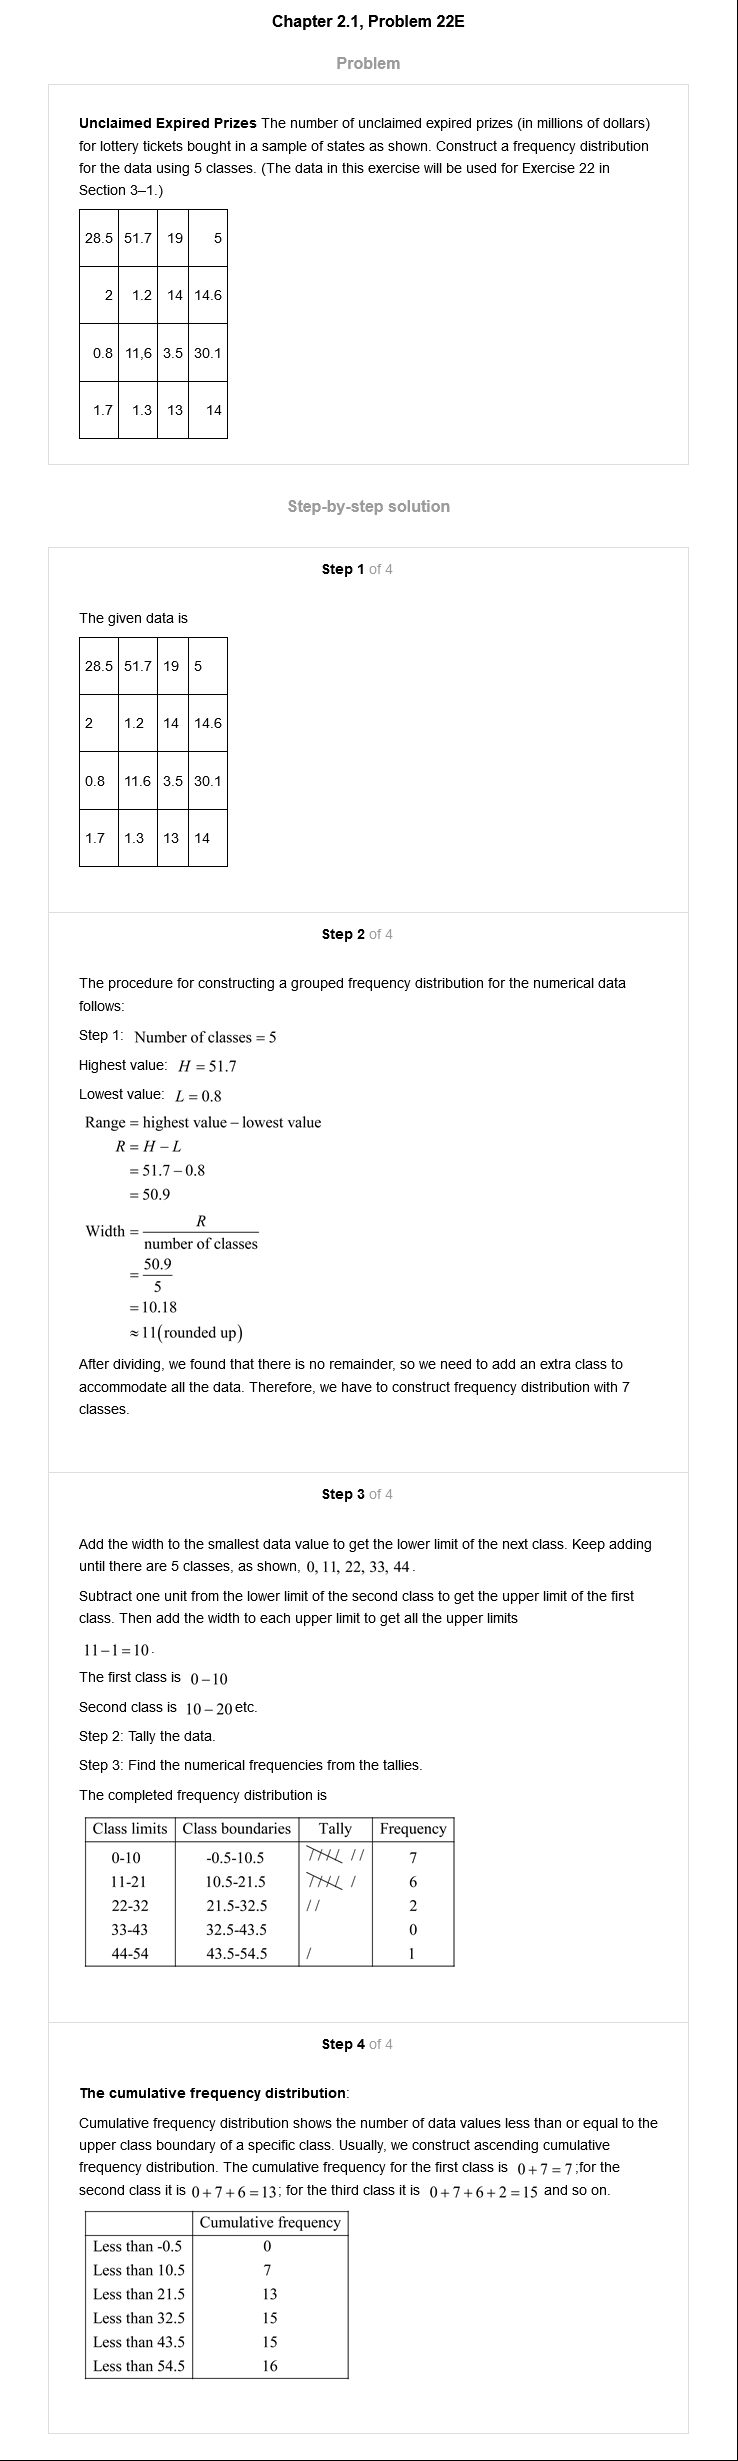 Chapter 2.1, Problem 22E
Problem
Unclaimed Expired Prizes The number of unclaimed expired prizes (in millions of dollars)
for lottery tickets bought in a sample of states as shown. Construct a frequency distribution
for the data using 5 classes. (The data in this exercise will be used for Exercise 22 in
Section 3–1.)
28.5 51.7 19 5
2 1.2 14 14.6
0.8 11,6 3.5 30.1
1.7 1.3 13 14
Step-by-step solution
Step 1 of 4
The given data is
28.5 51.7 19 5
2 1.2 14 14.6
0.8 11.6 3.5 30.1
1.7 1.3 13 14
Step 2 of 4
The procedure for constructing a grouped frequency distribution for the numerical data
follows:
Step 1: Number of classes = 5
Highest value: H = 51.7
Lowest value: L = 0.8
Range = highest value – lowest value
R = H – L
= 51.7 – 0.8
= 50.9
Width = R / number of classes
= 50.9 / 5
= 10.18
≈ 11(rounded up)
After dividing, we found that there is no remainder, so we need to add an extra class to
accommodate all the data. Therefore, we have to construct frequency distribution with 7
classes.
Step 3 of 4
Add the width to the smallest data value to get the lower limit of the next class. Keep adding
until there are 5 classes, as shown, 0, 11, 22, 33, 44.
Subtract one unit from the lower limit of the second class to get the upper limit of the first
class. Then add the width to each upper limit to get all the upper limits
11 – 1 = 10.
The first class is 0 – 10
Second class is 10 – 20 etc.
Step 2: Tally the data.
Step 3: Find the numerical frequencies from the tallies.
The completed frequency distribution is
Class limits Class boundaries Tally Frequency
0-10 -0.5-10.5 //// // 7
11-21 10.5-21.5 //// / 6
22-32 21.5-32.5 // 2
33-43 32.5-43.5 0
44-54 43.5-54.5 / 1
Step 4 of 4
The cumulative frequency distribution:
Cumulative frequency distribution shows the number of data values less than or equal to the
upper class boundary of a specific class. Usually, we construct ascending cumulative
frequency distribution. The cumulative frequency for the first class is 0 + 7 = 7 ;for the
second class it is 0 + 7 + 6 = 13; for the third class it is 0 + 7 + 6 + 2 = 15 and so on.
Cumulative frequency
Less than -0.5 0
Less than 10.5 7
Less than 21.5 13
Less than 32.5 15
Less than 43.5 15
Less than 54.5 16